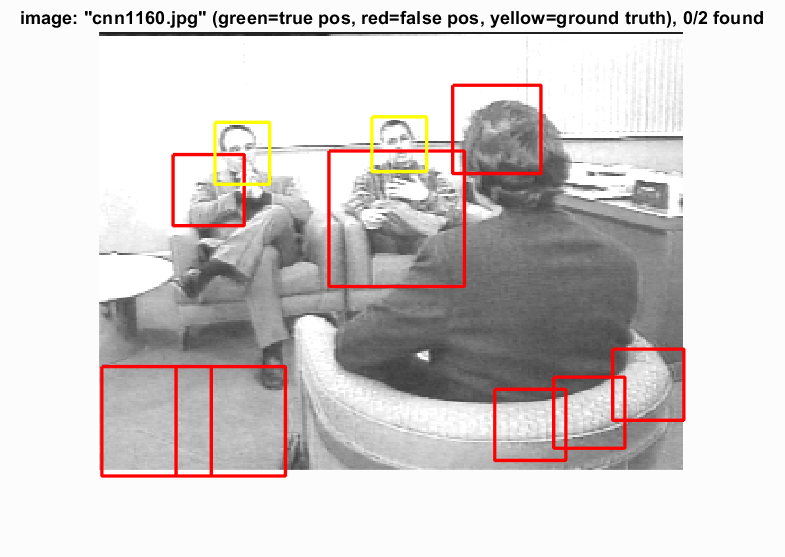 image: "cnn1160.jpg" (green=true pos, red=false pos, yellow=ground truth), 0/2 found